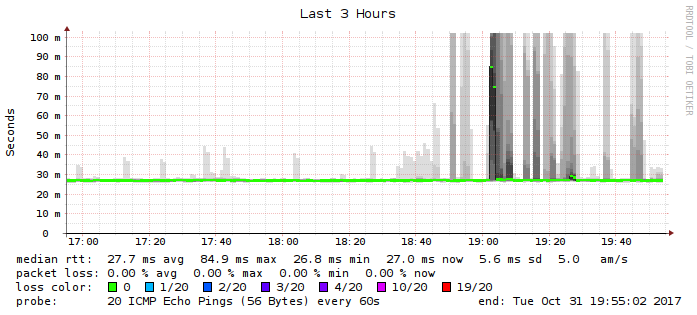 Last 3 Hours
RRDTOOL / TOBI OETIKER
Seconds
100 m
90 m
80 m
70 m
60 m
50 m
40 m
30 m
20 m
10 m
0
17:00 17:20 17:40 18:00 18:20 18:40 19:00 19:20 19:40
median rtt: 27.7 ms avg 84.9 ms max 26.8 ms min 27.0 ms now 5.6 ms sd 5.0 am/s
packet loss: 0.00 % avg 0.00 % max 0.00 % min 0.00 % now
loss color: 0 1/20 2/20 3/20 4/20 10/20 19/20
probe: 20 ICMP Echo Pings (56 Bytes) every 60s end: Tue Oct 31 19:55:02 2017